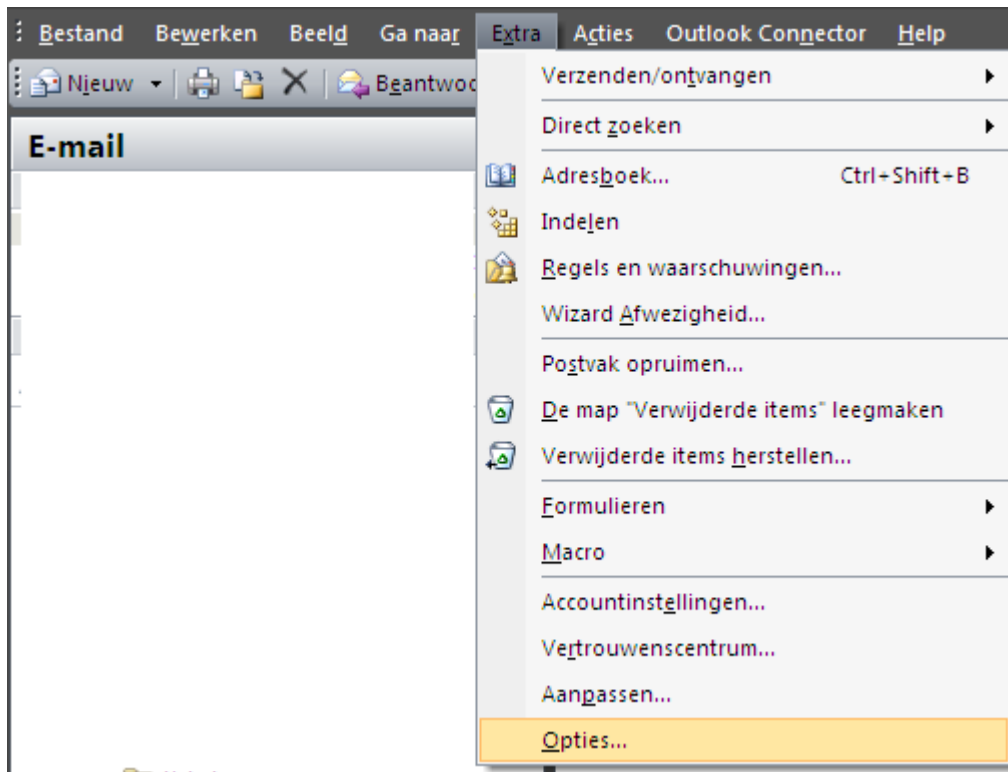 Bestand Bewerken Beeld Ga naar Extra Acties Outlook Connector Help
Nieuw Beantwoo
E-mail
Verzenden/ontvangen
Direct zoeken
Adresboek... Ctrl+Shift+B
Indelen
Regels en waarschuwingen...
Wizard Afwezigheid...
Postvak opruimen...
De map "Verwijderde items" leegmaken
Verwijderde items herstellen...
Formulieren
Macro
Accountinstellingen...
Vertrouwenscentrum...
Aanpassen...
Opties...